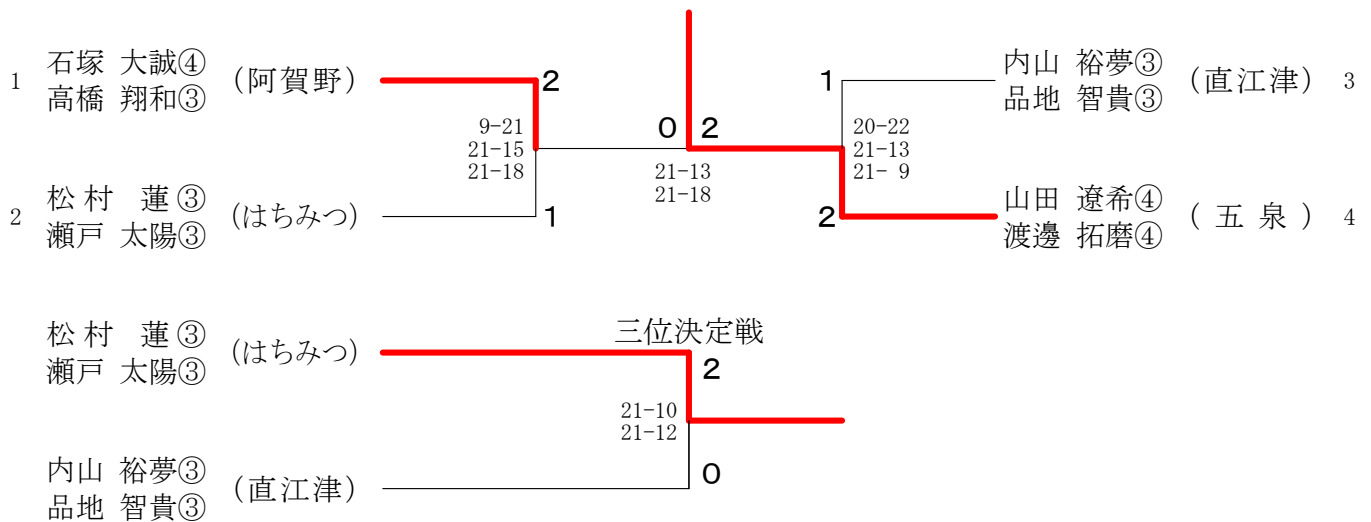 1
石塚 大誠④
高橋 翔和③
(阿賀野)
2
9-21
21-15
21-18
2
松村 蓮③
瀬戸 太陽③
(はちみつ)
1
0 2
21-13
21-18
1
20-22
21-13
21- 9
2
内山 裕夢③
品地 智貴③
(直江津)
3
山田 遼希④
渡邊 拓磨④
(五泉)
4
三位決定戦
松村 蓮③
瀬戸 太陽③
(はちみつ)
2
21-10
21-12
0
内山 裕夢③
品地 智貴③
(直江津)